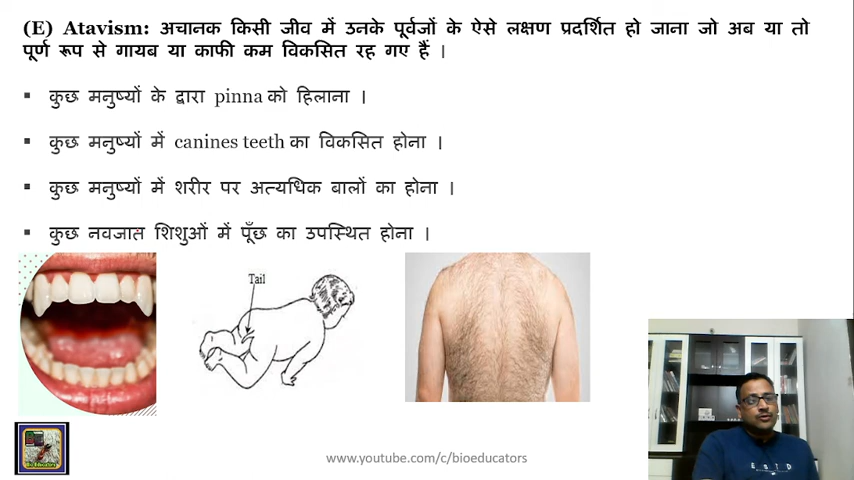 (E) Atavism: अचानक किसी जीव में उनके पूर्वजों के ऐसे लक्षण प्रदर्शित हो जाना जो अब या तो
पूर्ण रूप से गायब या काफी कम विकसित रह गए हैं ।
▪ कुछ मनुष्यों के द्वारा pinna को हिलाना ।
▪ कुछ मनुष्यों में canines teeth का विकसित होना ।
▪ कुछ मनुष्यों में शरीर पर अत्यधिक बालों का होना ।
▪ कुछ नवजात शिशुओं में पूँछ का उपस्थित होना ।
Tail
E S T D
www.youtube.com/c/bioeducators